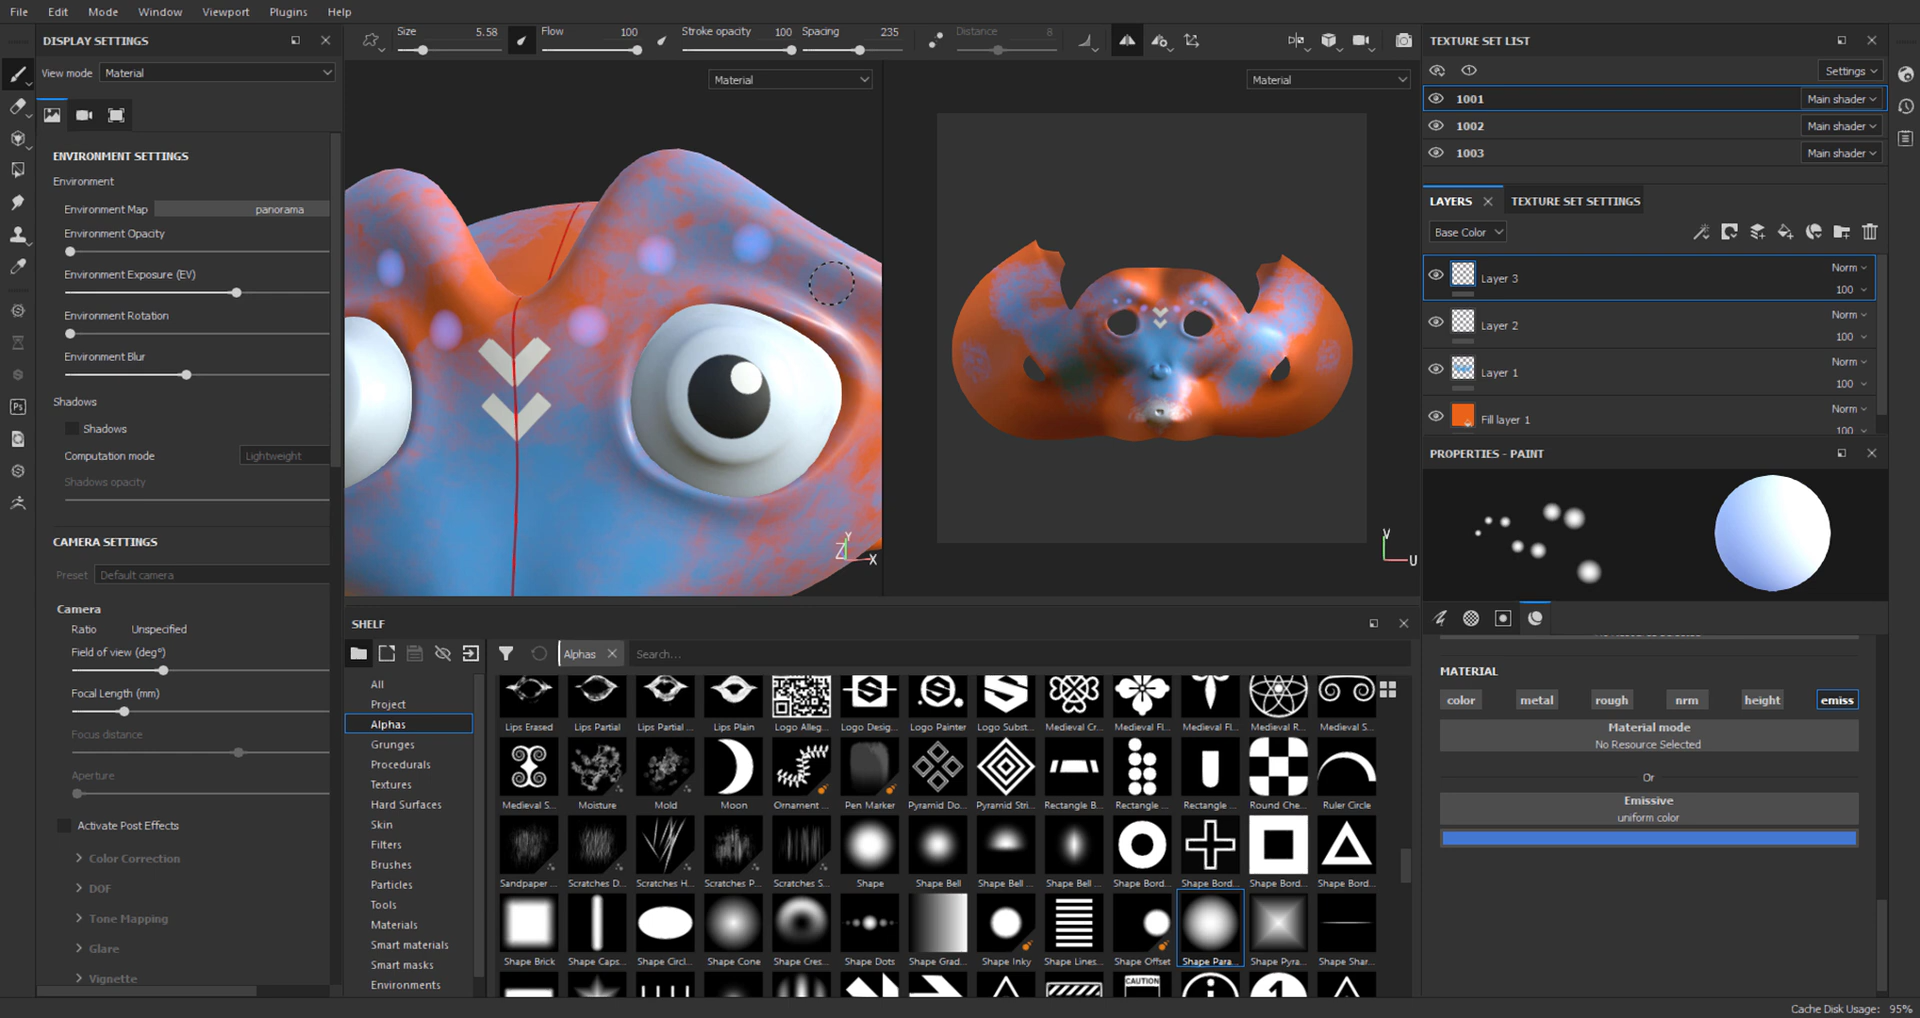 File Edit Mode Window Viewport Plugins Help
DISPLAY SETTINGS
View mode Material
ENVIRONMENT SETTINGS
Environment
Environment Map panorama
Environment Opacity
Environment Exposure (EV)
Environment Rotation
Environment Blur
Shadows
Shadows
Computation mode Lightweight
Shadows opacity
CAMERA SETTINGS
Preset Default camera
Camera
Ratio Unspecified
Field of view (deg°)
Focal Length (mm)
Focus distance
Aperture
Activate Post Effects
Color Correction
DOF
Tone Mapping
Glare
Vignette
Size 5.58 Flow 100 Stroke opacity 100 Spacing 235 Distance 8
Material
Material
Y
Z
X
V
U
SHELF
Alphas
Search...
All
Project
Alphas
Grunges
Procedurals
Textures
Hard Surfaces
Skin
Filters
Brushes
Particles
Tools
Materials
Smart materials
Smart masks
Environments
Lips Erased Lips Partial Lips Partial ... Lips Plain Logo Alleg... Logo Desig... Logo Painter Logo Subst... Medieval Cr... Medieval Fl... Medieval Fl... Medieval R... Medieval S...
Medieval S... Moisture Mold Moon Ornament ... Pen Marker Pyramid Do... Pyramid Stri... Rectangle B... Rectangle ... Rectangle ... Round Che... Ruler Circle
Sandpaper ... Scratches D... Scratches H... Scratches P... Scratches S... Shape Shape Bell Shape Bell ... Shape Bell ... Shape Bord... Shape Bord... Shape Bord... Shape Bord...
Shape Brick Shape Caps... Shape Circl... Shape Cone Shape Cres... Shape Dots Shape Grad... Shape Inky Shape Lines... Shape Offset Shape Para... Shape Pyra... Shape Shar...
CAUTION
TEXTURE SET LIST
Settings
1001 Main shader
1002 Main shader
1003 Main shader
LAYERS TEXTURE SET SETTINGS
Base Color
Layer 3 Norm 100
Layer 2 Norm 100
Layer 1 Norm 100
Fill layer 1 Norm 100
PROPERTIES - PAINT
No Resource Selected
MATERIAL
color metal rough nrm height emiss
Material mode
No Resource Selected
Or
Emissive
uniform color
Cache Disk Usage: 95%
Ps